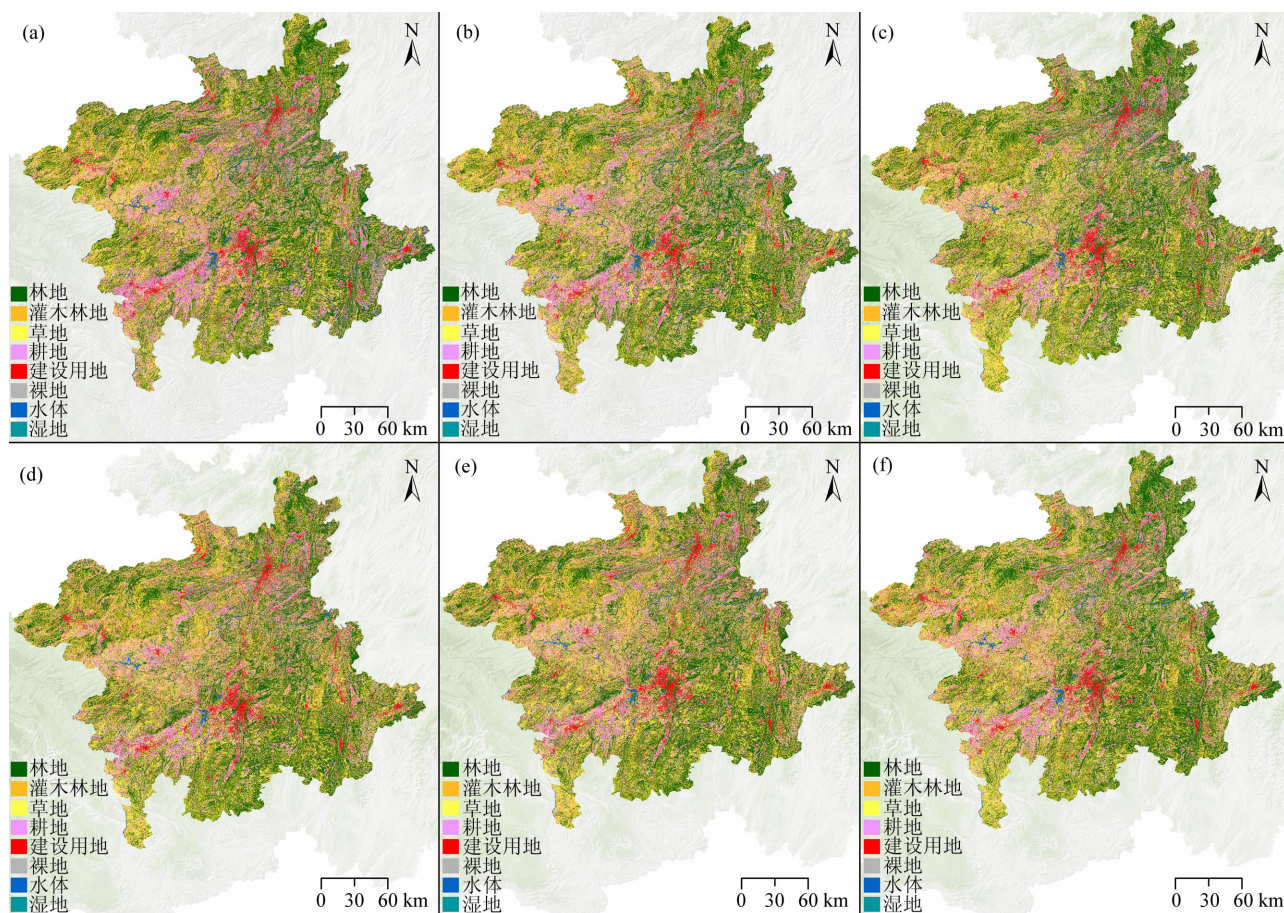 (a)
N
林地
灌木林地
草地
耕地
建设用地
裸地
水体
湿地
0 30 60 km
(b)
N
林地
灌木林地
草地
耕地
建设用地
裸地
水体
湿地
0 30 60 km
(c)
N
林地
灌木林地
草地
耕地
建设用地
裸地
水体
湿地
0 30 60 km
(d)
N
林地
灌木林地
草地
耕地
建设用地
裸地
水体
湿地
0 30 60 km
(e)
N
林地
灌木林地
草地
耕地
建设用地
裸地
水体
湿地
0 30 60 km
(f)
N
林地
灌木林地
草地
耕地
建设用地
裸地
水体
湿地
0 30 60 km